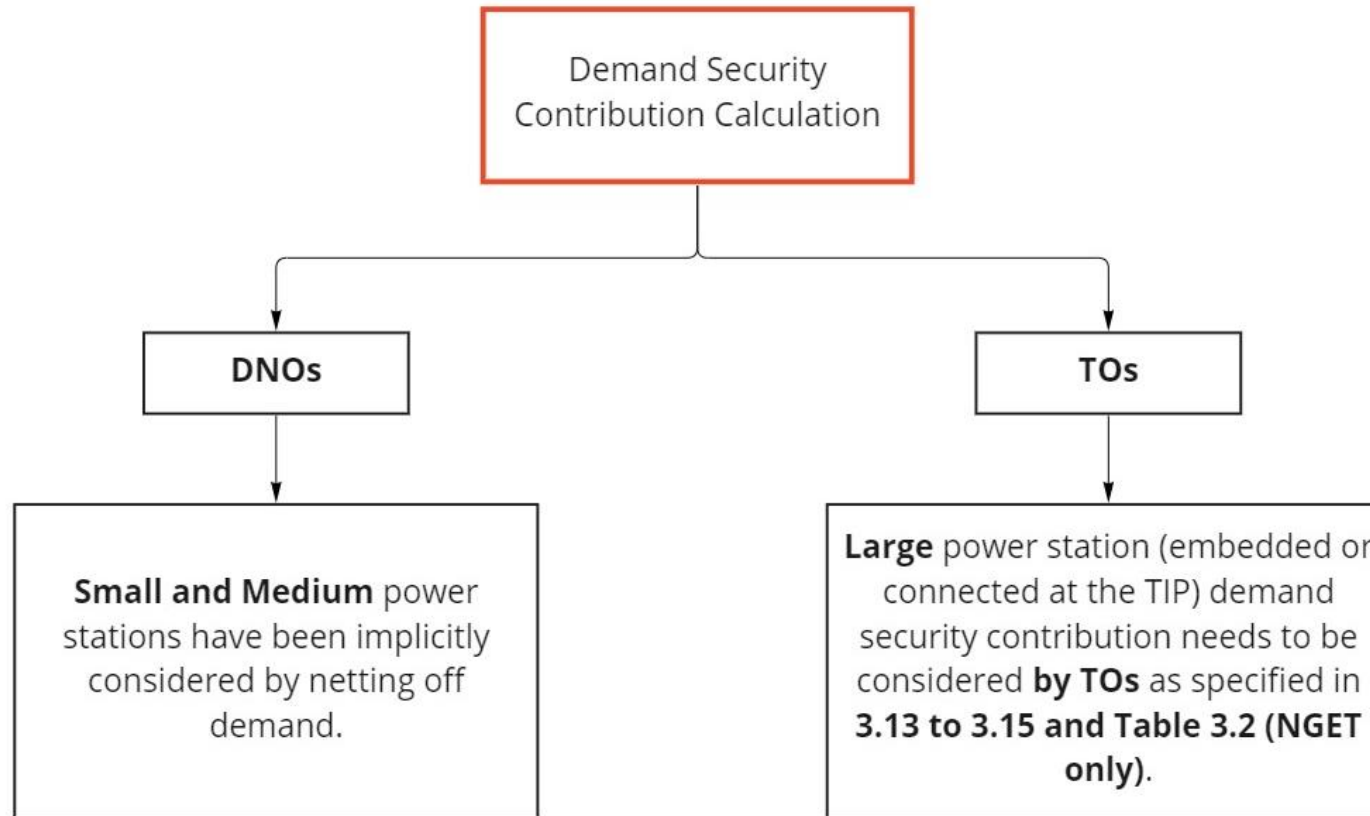 Demand Security
Contribution Calculation
DNOs
TOs
Small and Medium power
stations have been implicitly
considered by netting off
demand.
Large power station (embedded or
connected at the TIP) demand
security contribution needs to be
considered by TOs as specified in
3.13 to 3.15 and Table 3.2 (NGET
only).